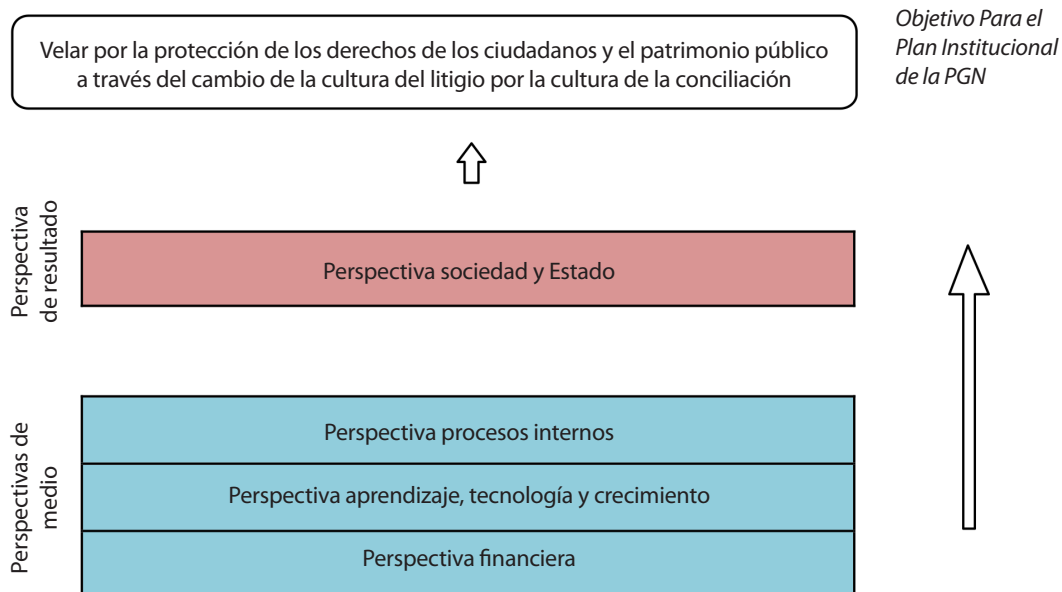 Velar por la protección de los derechos de los ciudadanos y el patrimonio público
a través del cambio de la cultura del litigio por la cultura de la conciliación
Objetivo Para el
Plan Institucional
de la PGN
Perspectiva
de resultado
Perspectiva sociedad y Estado
Perspectivas de
medio
Perspectiva procesos internos
Perspectiva aprendizaje, tecnología y crecimiento
Perspectiva financiera